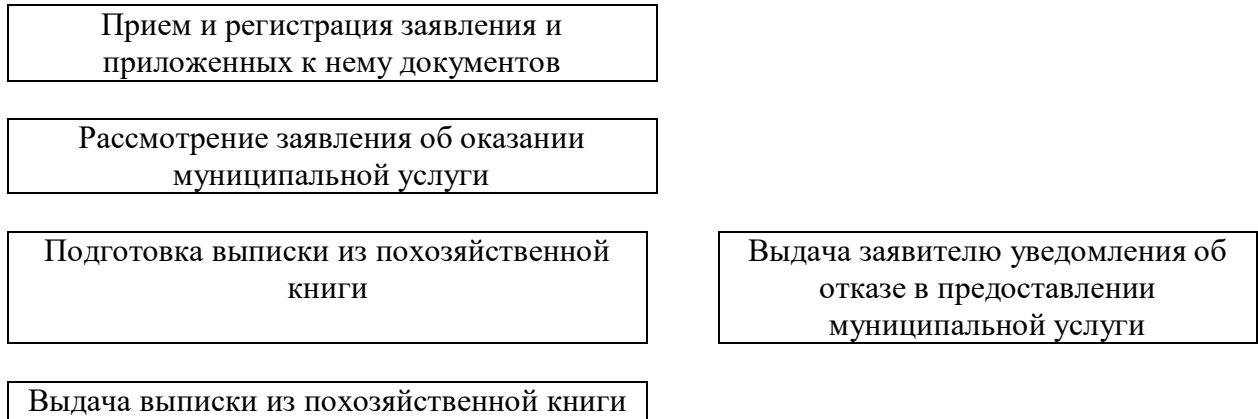 Прием и регистрация заявления и
приложенных к нему документов
Рассмотрение заявления об оказании
муниципальной услуги
Подготовка выписки из похозяйственной
книги
Выдача заявителю уведомления об
отказе в предоставлении
муниципальной услуги
Выдача выписки из похозяйственной книги